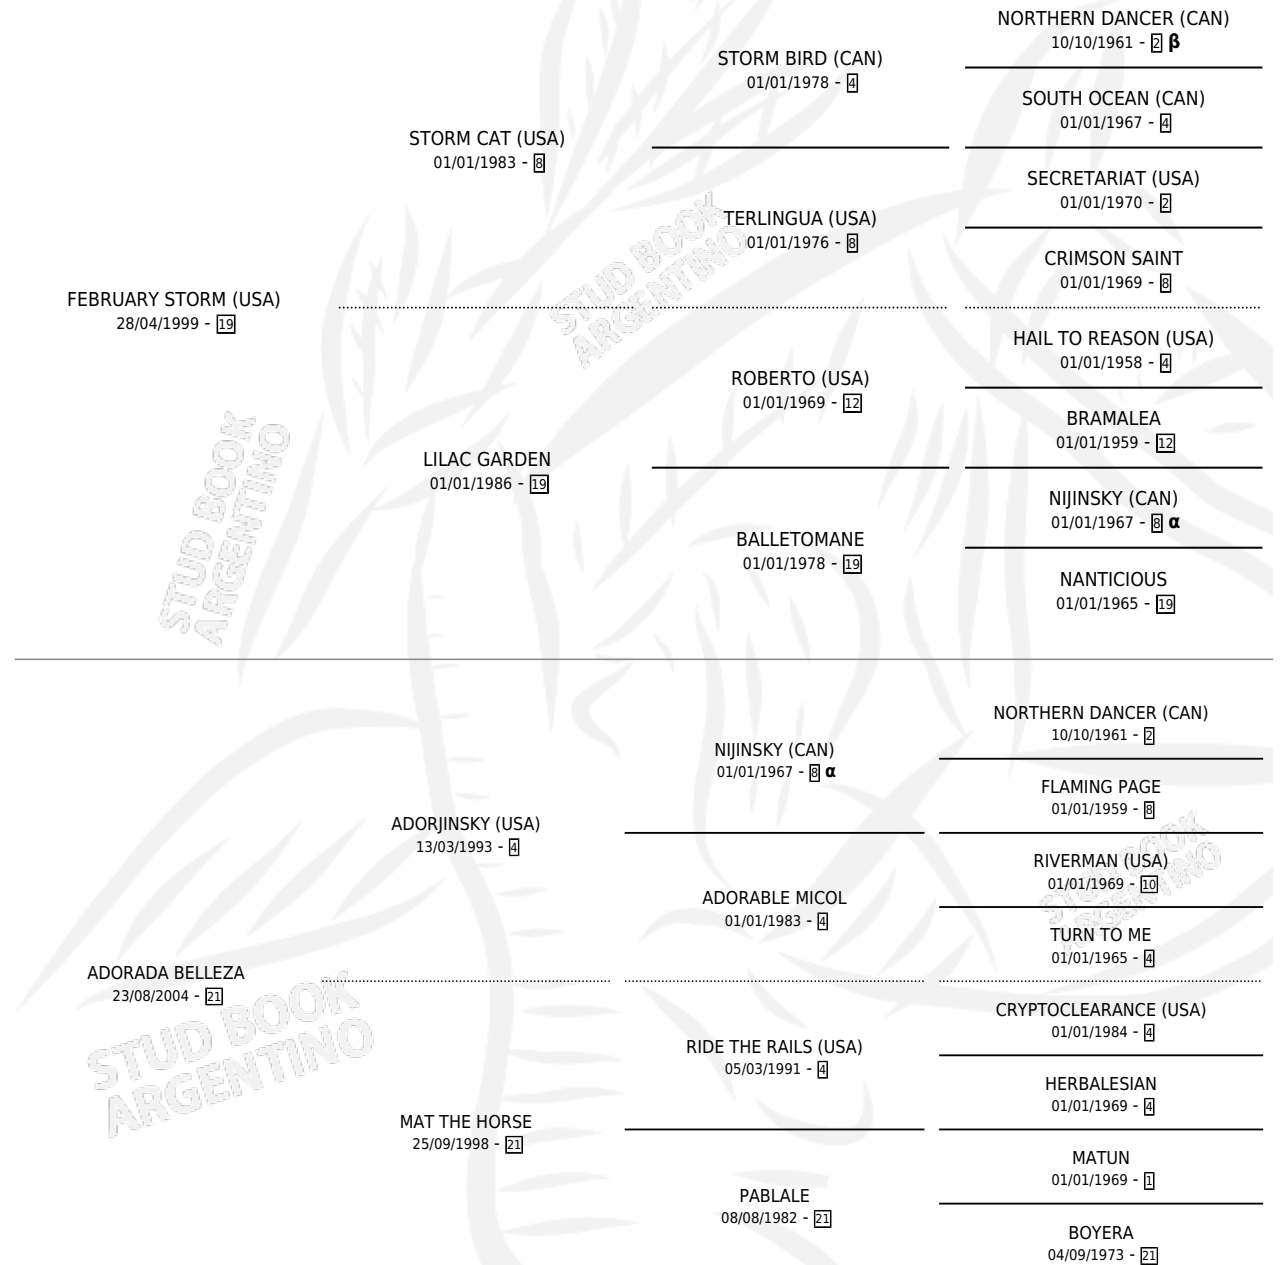 NORTHERN DANCER (CAN)
10/10/1961 - 2 β
STORM BIRD (CAN)
01/01/1978 - 4
SOUTH OCEAN (CAN)
01/01/1967 - 4
STORM CAT (USA)
01/01/1983 - 8
SECRETARIAT (USA)
01/01/1970 - 2
TERLINGUA (USA)
01/01/1976 - 8
CRIMSON SAINT
01/01/1969 - 8
FEBRUARY STORM (USA)
28/04/1999 - 19
HAIL TO REASON (USA)
01/01/1958 - 4
ROBERTO (USA)
01/01/1969 - 12
BRAMALEA
01/01/1959 - 12
LILAC GARDEN
01/01/1986 - 19
NIJINSKY (CAN)
01/01/1967 - 8 α
BALLETOMANE
01/01/1978 - 19
NANTICIOUS
01/01/1965 - 19
NORTHERN DANCER (CAN)
10/10/1961 - 2
NIJINSKY (CAN)
01/01/1967 - 8 α
FLAMING PAGE
01/01/1959 - 8
ADORJINSKY (USA)
13/03/1993 - 4
RIVERMAN (USA)
01/01/1969 - 10
ADORABLE MICOL
01/01/1983 - 4
TURN TO ME
01/01/1965 - 4
ADORADA BELLEZA
23/08/2004 - 21
CRYPTOCLEARANCE (USA)
01/01/1984 - 4
RIDE THE RAILS (USA)
05/03/1991 - 4
HERBALESIAN
01/01/1969 - 4
MAT THE HORSE
25/09/1998 - 21
MATUN
01/01/1969 - 1
PABLALE
08/08/1982 - 21
BOYERA
04/09/1973 - 21
STUD BOOK
ARGENTINO
STUD BOOK
ARGENTINO
STUD BOOK
ARGENTINO
STUD BOOK
ARGENTINO